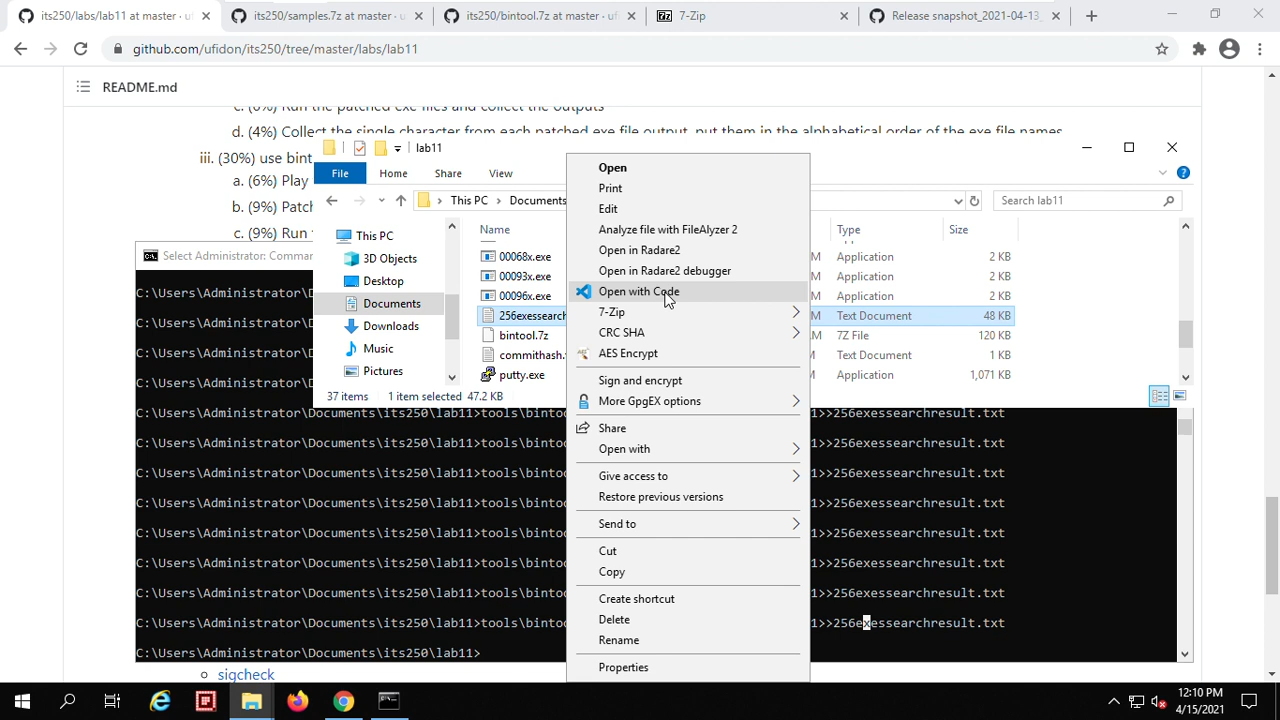 its250/labs/lab11 at master · u
its250/samples.7z at master · u
its250/bintool.7z at master · ufi
7-Zip
Release snapshot_2021-04-13_
github.com/ufidon/its250/tree/master/labs/lab11
README.md
c. (6%) Run the patched exe files and collect the outputs
d. (4%) Collect the single character from each patched exe file output, put them in the alphabetical order of the exe file names
iii. (30%) use bint
a. (6%) Play
b. (9%) Patch
c. (9%) Run
lab11
File Home Share View
This PC Documents
Search lab11
Name Type Size
This PC
3D Objects
Desktop
Documents
Downloads
Music
Pictures
00068x.exe M Application 2 KB
00093x.exe M Application 2 KB
00096x.exe M Application 2 KB
256exessearch M Text Document 48 KB
bintool.7z M 7Z File 120 KB
commithash. M Text Document 1 KB
putty.exe M Application 1,071 KB
37 items 1 item selected 47.2 KB
Open
Print
Edit
Analyze file with FileAlyzer 2
Open in Radare2
Open in Radare2 debugger
Open with Code
7-Zip
CRC SHA
AES Encrypt
Sign and encrypt
More GpgEX options
Share
Open with
Give access to
Restore previous versions
Send to
Cut
Copy
Create shortcut
Delete
Rename
Properties
Select Administrator: Comman
C:\Users\Administrator\D
C:\Users\Administrator\D
C:\Users\Administrator\D
C:\Users\Administrator\D
C:\Users\Administrator\Documents\its250\lab11>tools\bintoo 1>>256exessearchresult.txt
C:\Users\Administrator\Documents\its250\lab11>tools\bintoo 1>>256exessearchresult.txt
C:\Users\Administrator\Documents\its250\lab11>tools\bintoo 1>>256exessearchresult.txt
C:\Users\Administrator\Documents\its250\lab11>tools\bintoo 1>>256exessearchresult.txt
C:\Users\Administrator\Documents\its250\lab11>tools\bintoo 1>>256exessearchresult.txt
C:\Users\Administrator\Documents\its250\lab11>tools\bintoo 1>>256exessearchresult.txt
C:\Users\Administrator\Documents\its250\lab11>tools\bintoo 1>>256exessearchresult.txt
C:\Users\Administrator\Documents\its250\lab11>tools\bintoo 1>>256exessearchresult.txt
C:\Users\Administrator\Documents\its250\lab11>
sigcheck
12:10 PM
4/15/2021